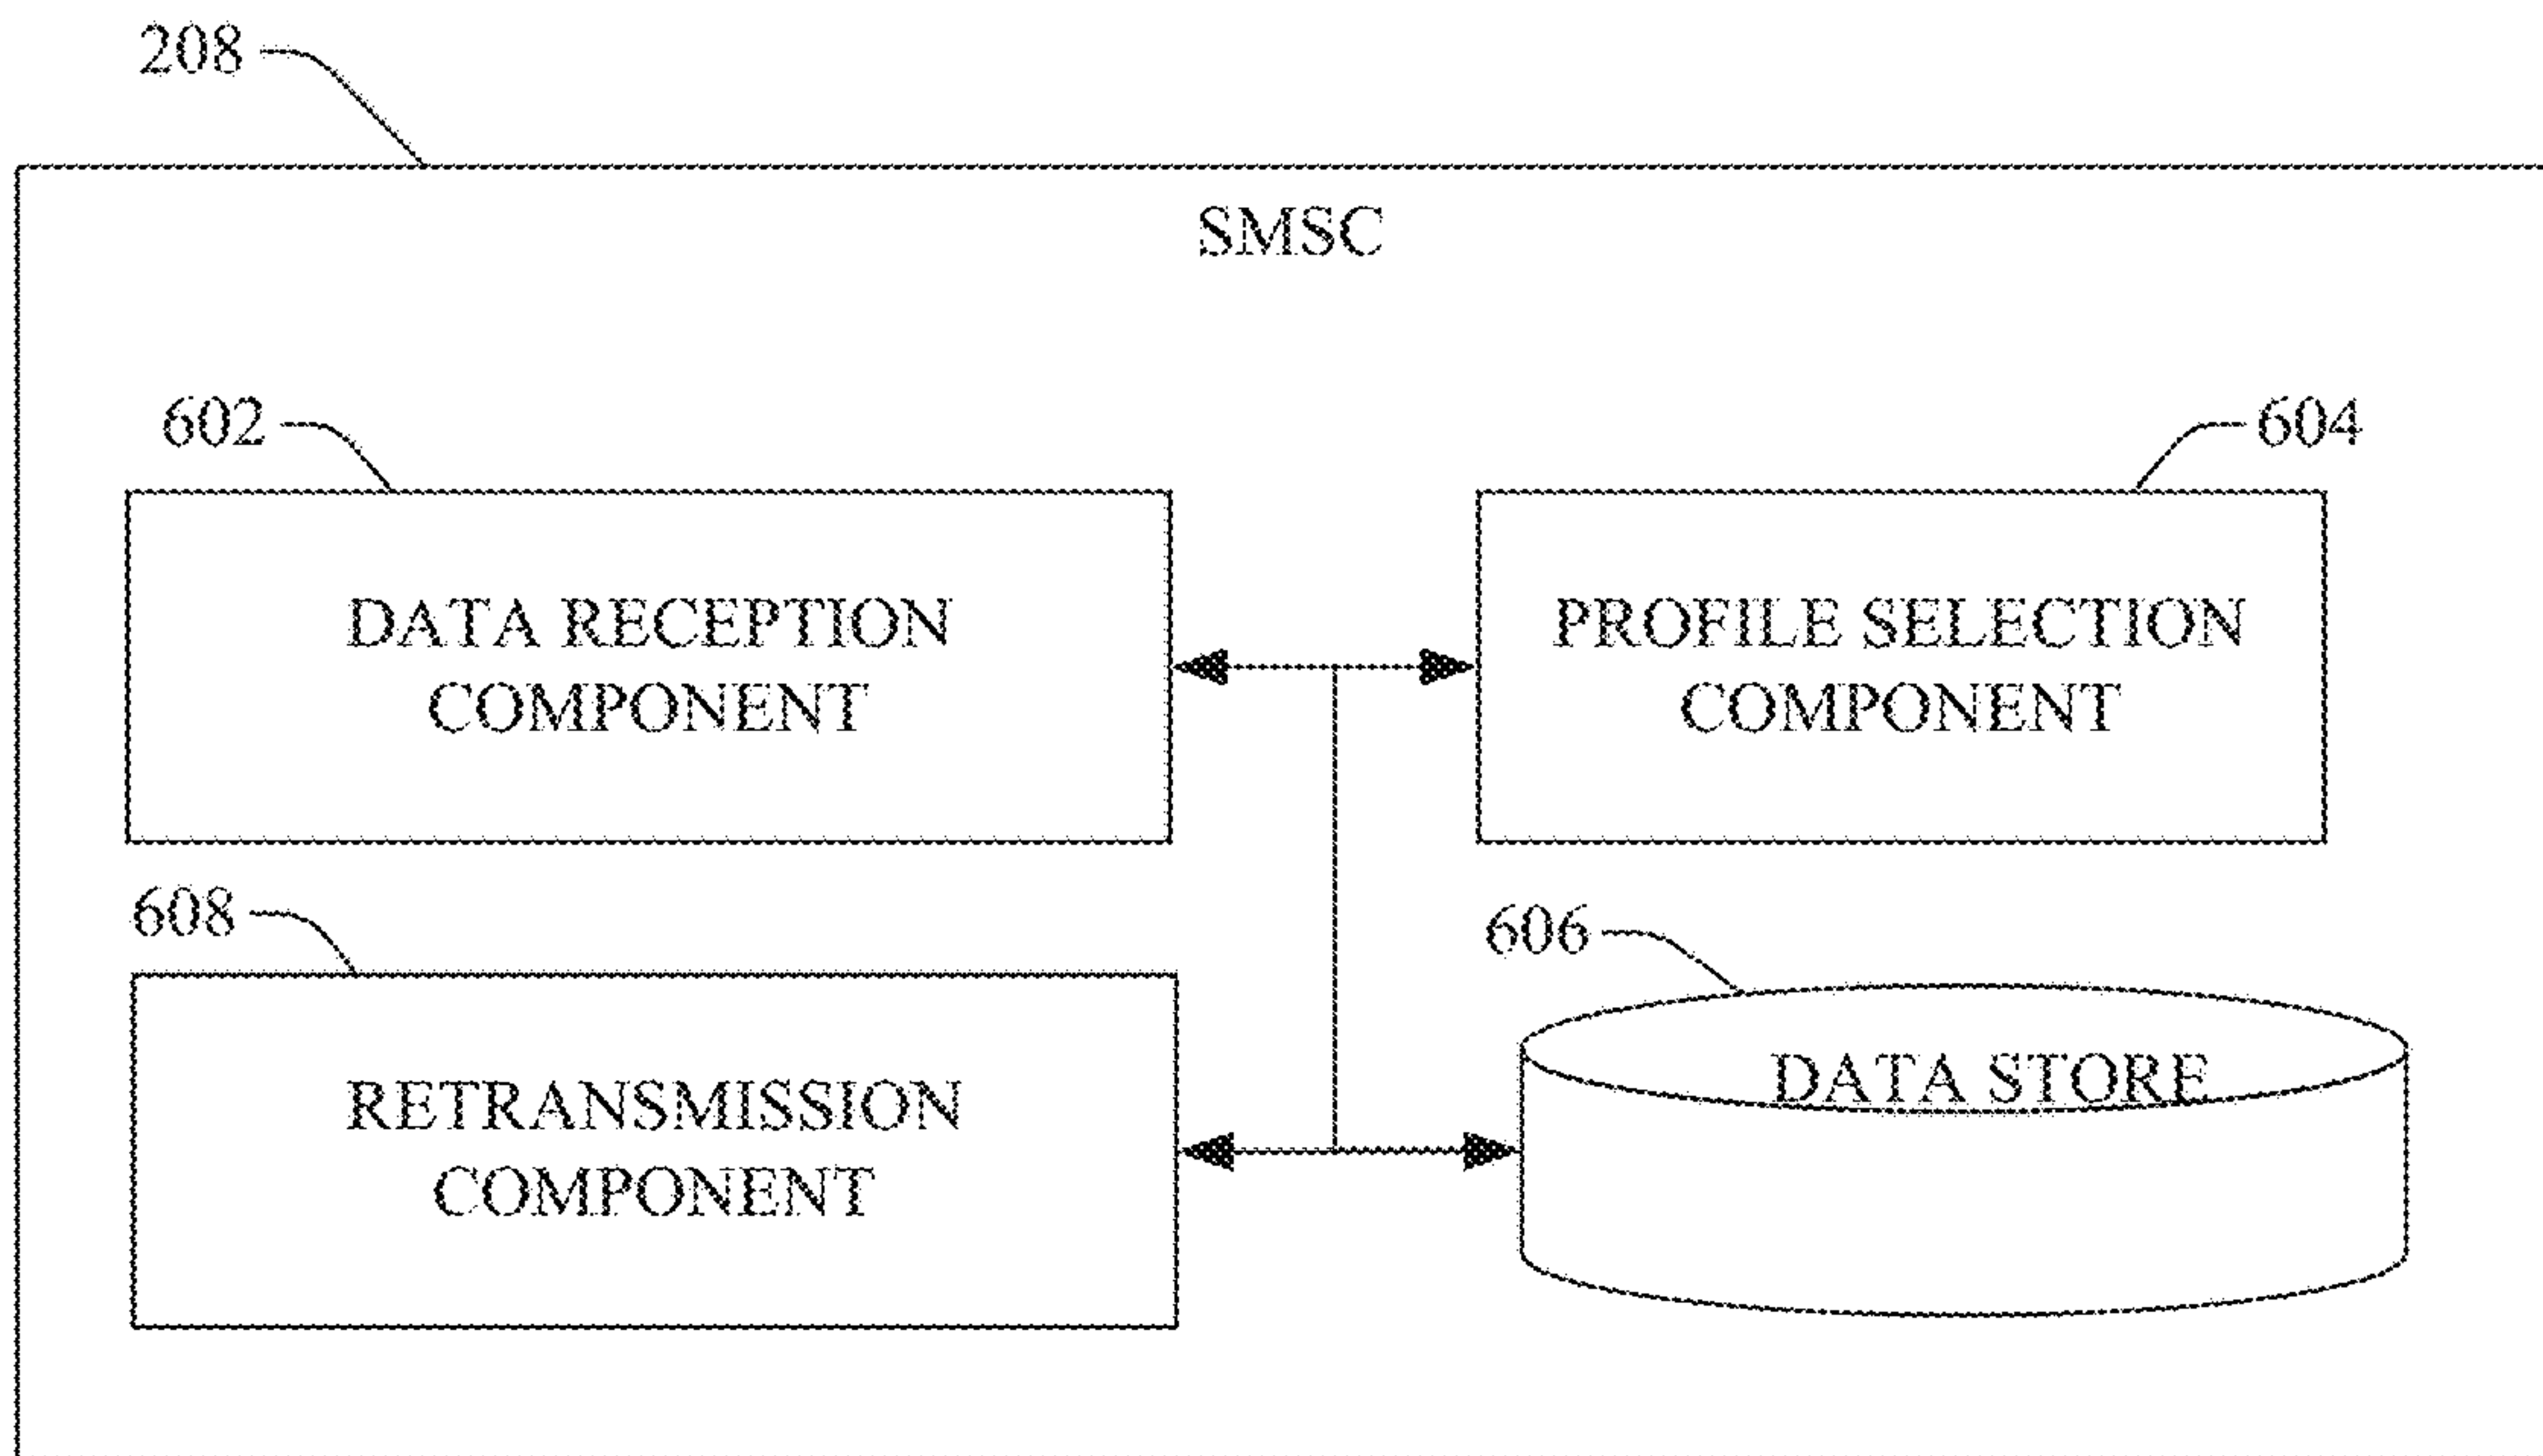 208
SMSC
602
604
DATA RECEPTION
COMPONENT
PROFILE SELECTION
COMPONENT
608
606
RETRANSMISSION
COMPONENT
DATA STORE